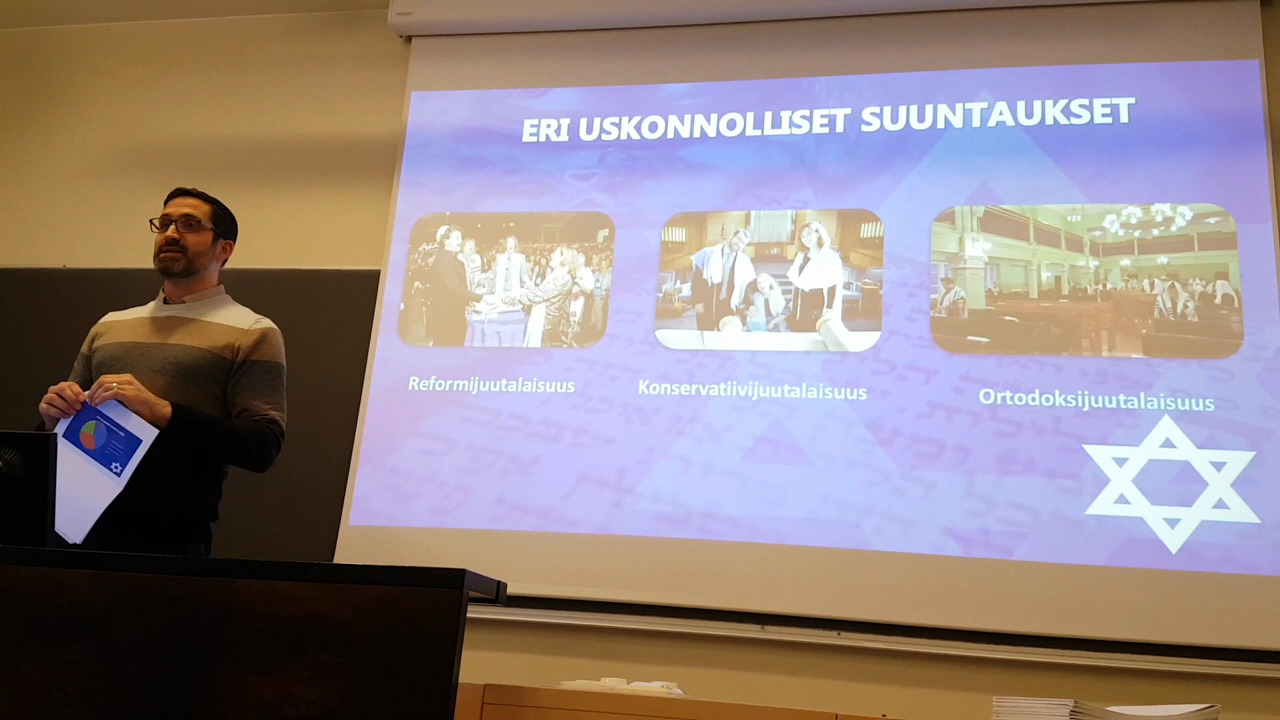 ERI USKONNOLLISET SUUNTAUKSET
Reformijuutalaisuus
Konservatiivijuutalaisuus
Ortodoksijuutalaisuus